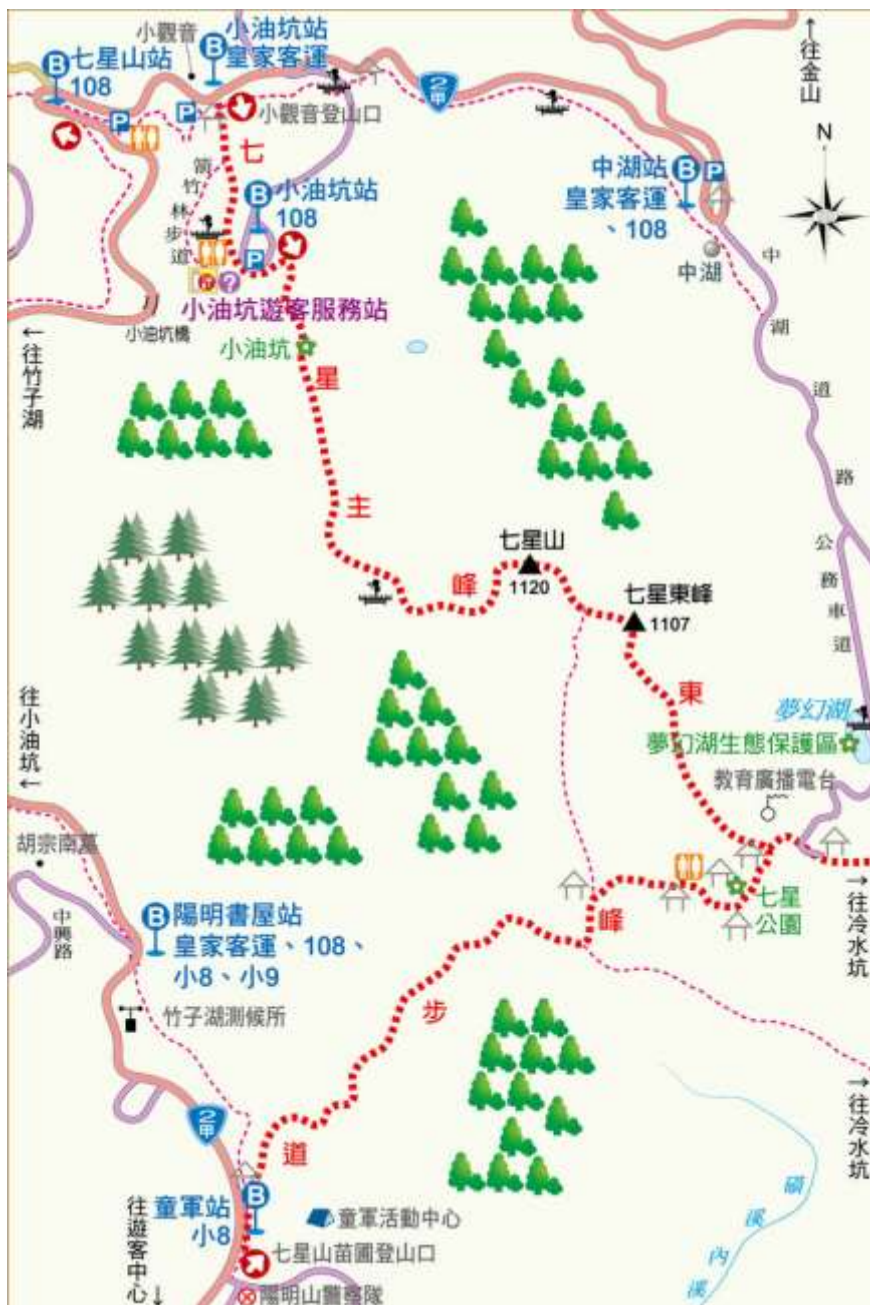 小觀音
小油坑站
皇家客運
七星山站
108
2甲
↑往金山
小觀音登山口
七
箭竹林步道
小油坑站
108
中湖站
皇家客運
、108
N
中湖
小油坑橋
小油坑遊客服務站
小油坑
←往竹子湖
星
中湖道路
公務車道
主
七星山
1120
峰
七星東峰
1107
東
夢幻湖
夢幻湖生態保護區
教育廣播電台
往小油坑←
胡宗南墓
中興路
陽明書屋站
皇家客運、108、
小8、小9
七星
公園
峰
→往冷水坑
竹子湖測候所
步
→往冷水坑
2甲
道
童軍站
小8
童軍活動中心
七星山苗圃登山口
陽明山警察隊
往遊客中心↓
磺溪內溪